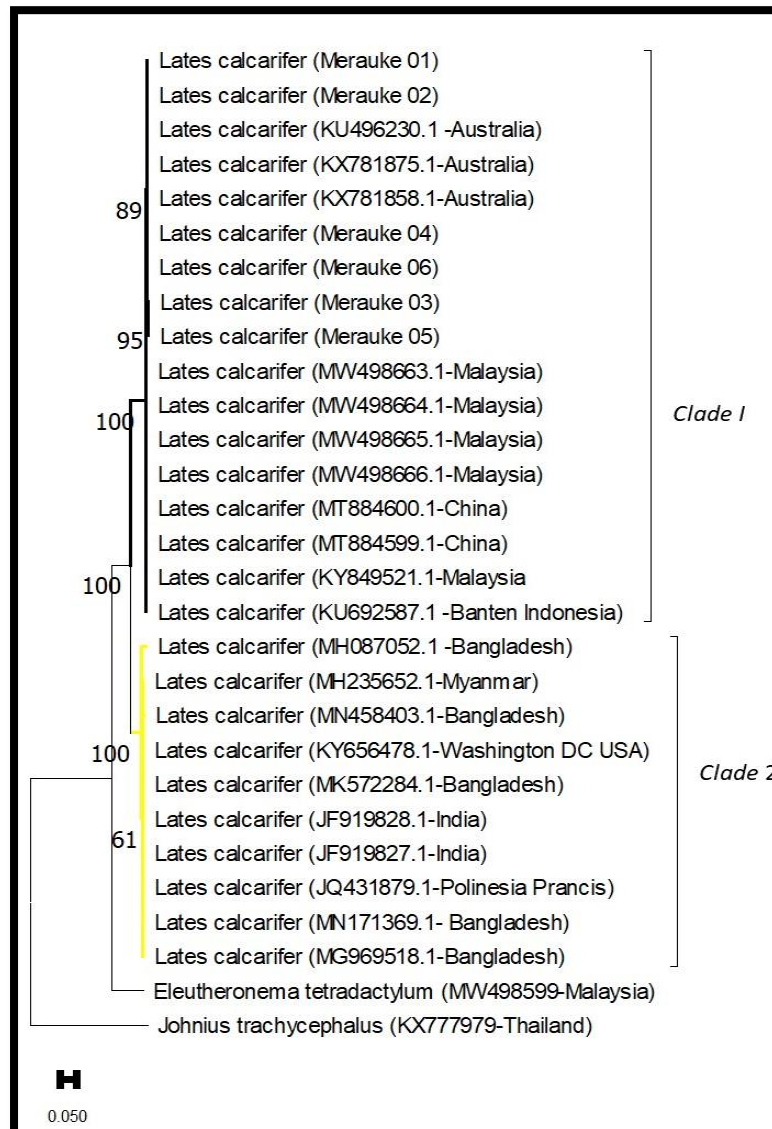 Lates calcarifer (Merauke 01)
Lates calcarifer (Merauke 02)
Lates calcarifer (KU496230.1 -Australia)
Lates calcarifer (KX781875.1-Australia)
Lates calcarifer (KX781858.1-Australia)
89
Lates calcarifer (Merauke 04)
Lates calcarifer (Merauke 06)
Lates calcarifer (Merauke 03)
95
Lates calcarifer (Merauke 05)
Lates calcarifer (MW498663.1-Malaysia)
Lates calcarifer (MW498664.1-Malaysia)
100
Clade I
Lates calcarifer (MW498665.1-Malaysia)
Lates calcarifer (MW498666.1-Malaysia)
Lates calcarifer (MT884600.1-China)
Lates calcarifer (MT884599.1-China)
Lates calcarifer (KY849521.1-Malaysia
100
Lates calcarifer (KU692587.1 -Banten Indonesia)
Lates calcarifer (MH087052.1 -Bangladesh)
Lates calcarifer (MH235652.1-Myanmar)
Lates calcarifer (MN458403.1-Bangladesh)
Lates calcarifer (KY656478.1-Washington DC USA)
100
Clade 2
Lates calcarifer (MK572284.1-Bangladesh)
Lates calcarifer (JF919828.1-India)
61
Lates calcarifer (JF919827.1-India)
Lates calcarifer (JQ431879.1-Polinesia Prancis)
Lates calcarifer (MN171369.1- Bangladesh)
Lates calcarifer (MG969518.1-Bangladesh)
Eleutheronema tetradactylum (MW498599-Malaysia)
Johnius trachycephalus (KX777979-Thailand)
0.050